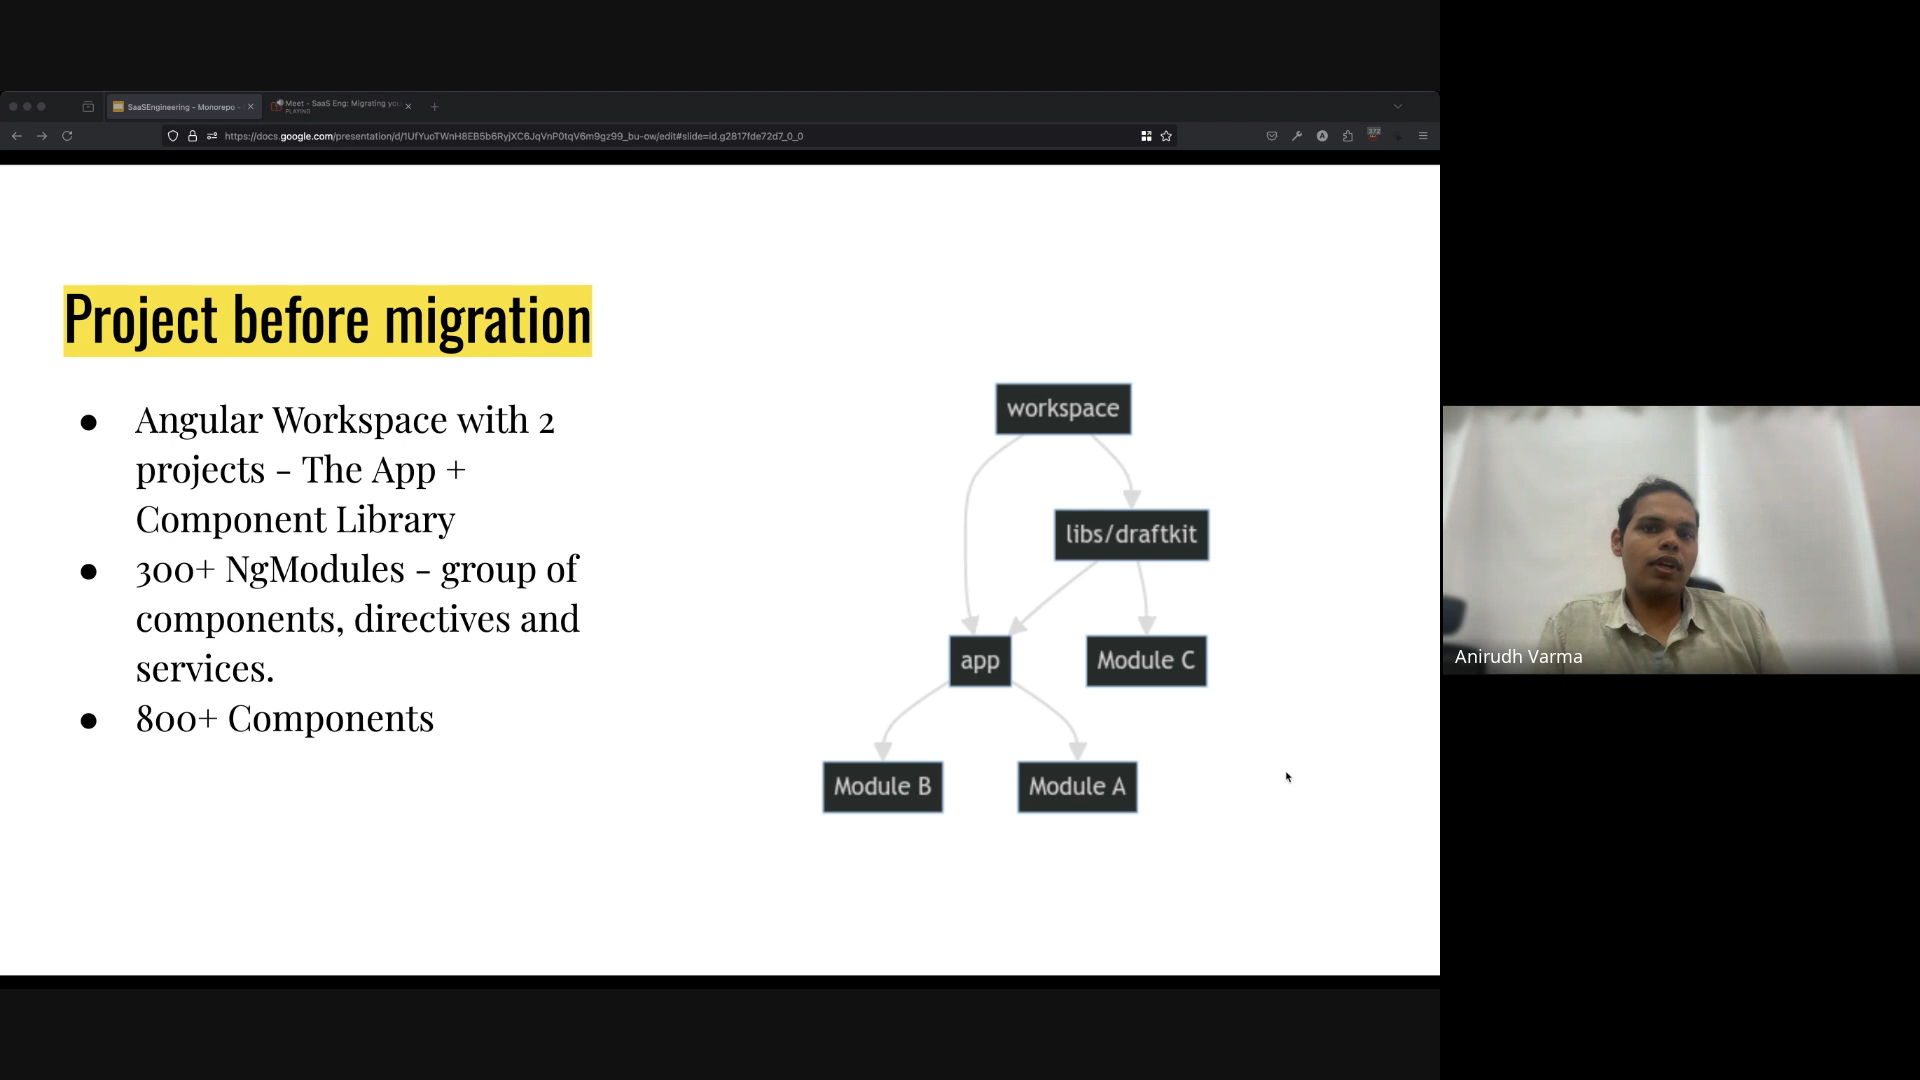 SaaSEngineering - Monorepo -
Meet - SaaS Eng: Migrating you
PLAYING
https://docs.google.com/presentation/d/1UfYuoTWnH8EB5b6RyjXC6JqVnP0tqV6m9gz99_bu-ow/edit#slide=id.g2817fde72d7_0_0
372
Project before migration
● Angular Workspace with 2
projects - The App +
Component Library
● 300+ NgModules - group of
components, directives and
services.
● 800+ Components
workspace
libs/draftkit
app
Module C
Module B
Module A
Anirudh Varma